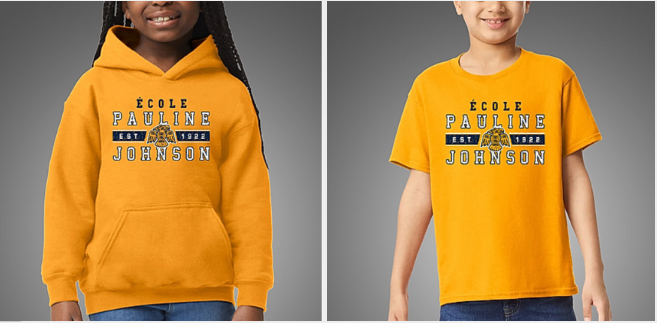 ÉCOLE
PAULINE
EST 1922
JOHNSON
ÉCOLE
PAULINE
EST 1922
JOHNSON